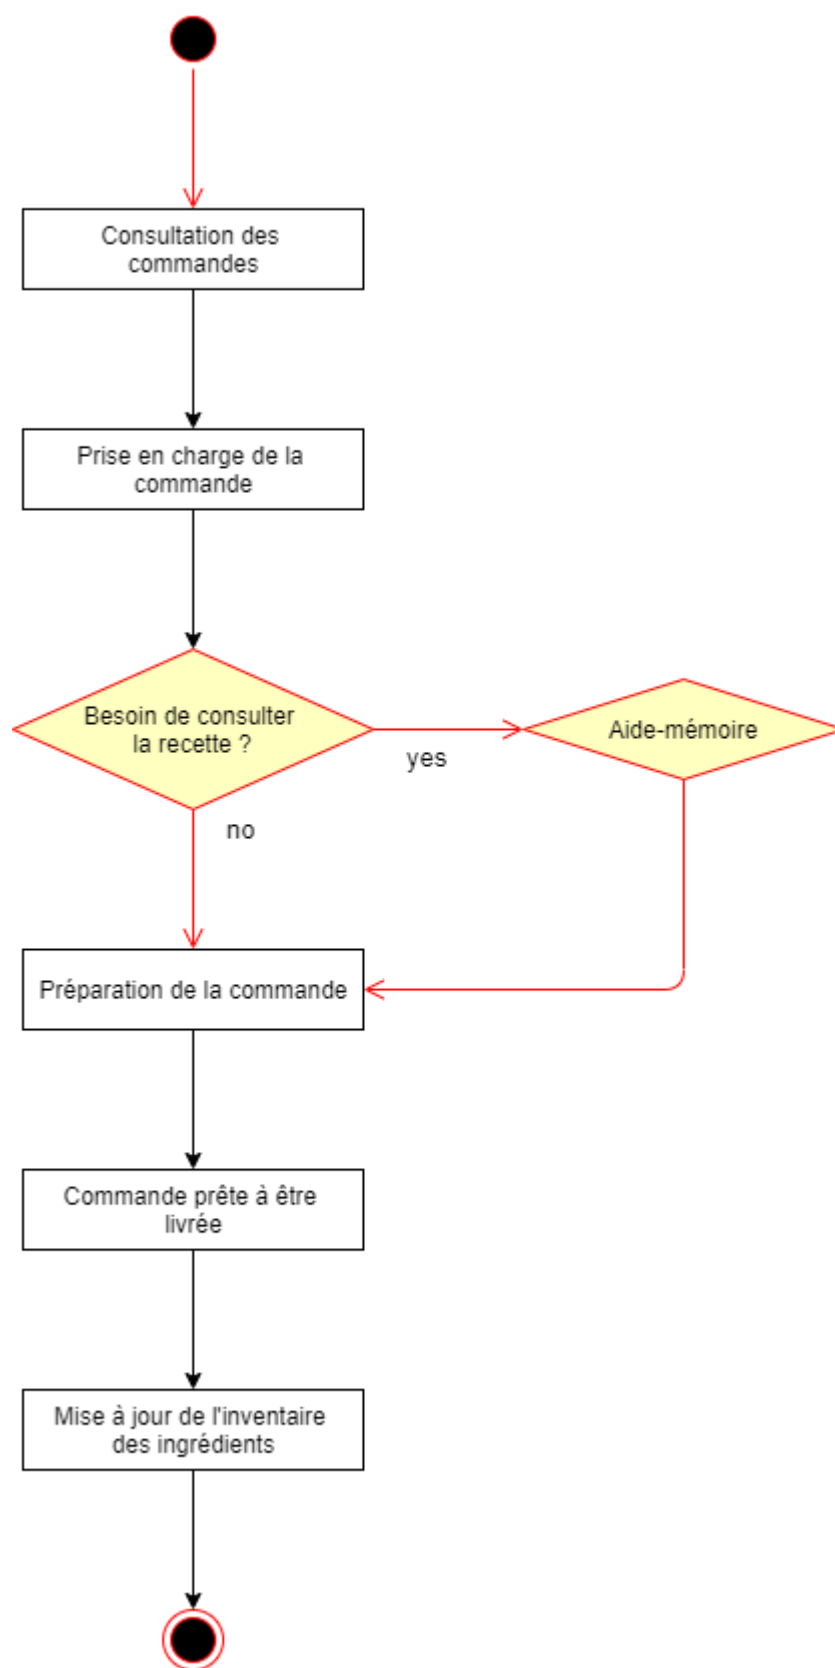 Consultation des
commandes
Prise en charge de la
commande
Besoin de consulter
la recette ?
yes
Aide-mémoire
no
Préparation de la commande
Commande prête à être
livrée
Mise à jour de l'inventaire
des ingrédients